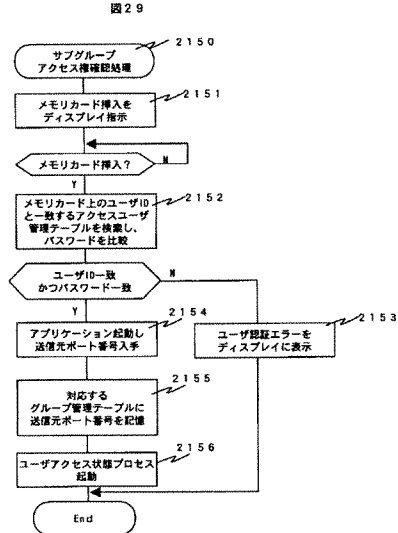 図29
2150
サブグループ
アクセス権確認処理
2151
メモリカード挿入を
ディスプレイ指示
メモリカード挿入?
N
Y
2152
メモリカード上のユーザID
と一致するアクセスユーザ
管理テーブルを検索し、
パスワードを比較
ユーザID一致
かつパスワード一致
N
Y
2154
アプリケーション起動し
送信元ポート番号入手
2153
ユーザ認証エラーを
ディスプレイに表示
2155
対応する
グループ管理テーブルに
送信元ポート番号を記憶
2156
ユーザアクセス状態プロセス
起動
End